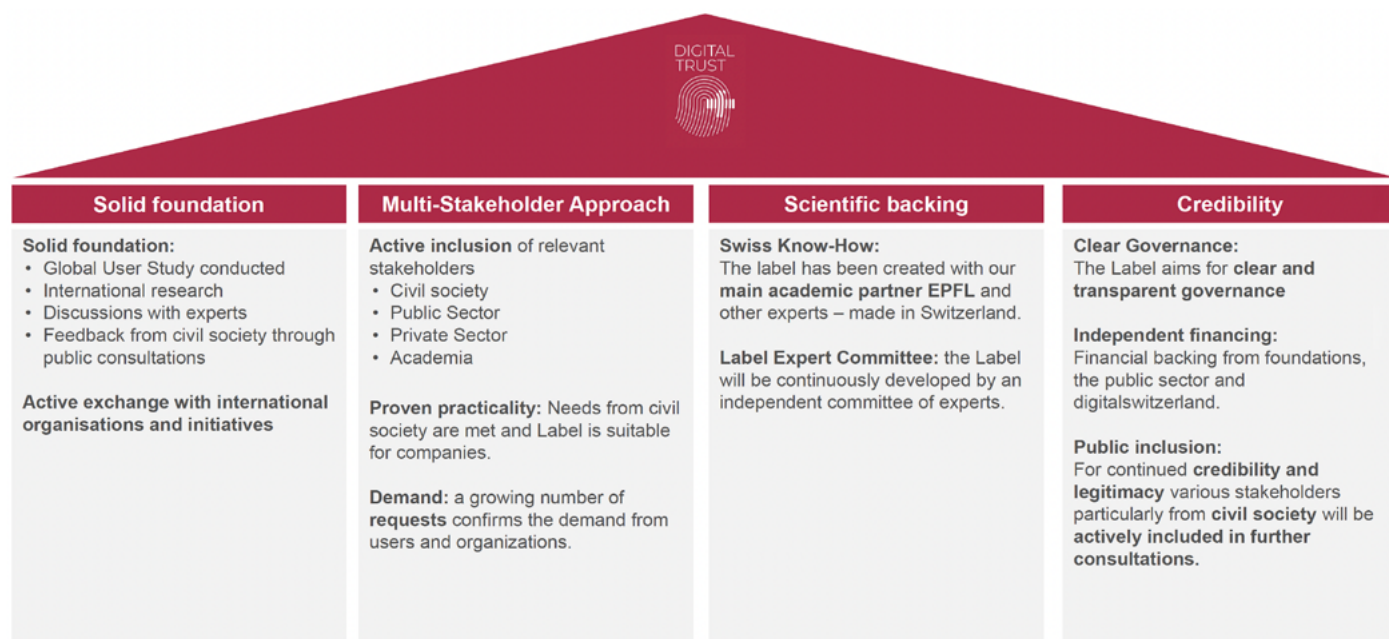 DIGITAL
TRUST
Solid foundation
Solid foundation:
• Global User Study conducted
• International research
• Discussions with experts
• Feedback from civil society through
public consultations
Active exchange with international
organisations and initiatives
Multi-Stakeholder Approach
Active inclusion of relevant
stakeholders
• Civil society
• Public Sector
• Private Sector
• Academia
Proven practicality: Needs from civil
society are met and Label is suitable
for companies.
Demand: a growing number of
requests confirms the demand from
users and organizations.
Scientific backing
Swiss Know-How:
The label has been created with our
main academic partner EPFL and
other experts – made in Switzerland.
Label Expert Committee: the Label
will be continuously developed by an
independent committee of experts.
Credibility
Clear Governance:
The Label aims for clear and
transparent governance
Independent financing:
Financial backing from foundations,
the public sector and
digitalswitzerland.
Public inclusion:
For continued credibility and
legitimacy various stakeholders
particularly from civil society will be
actively included in further
consultations.